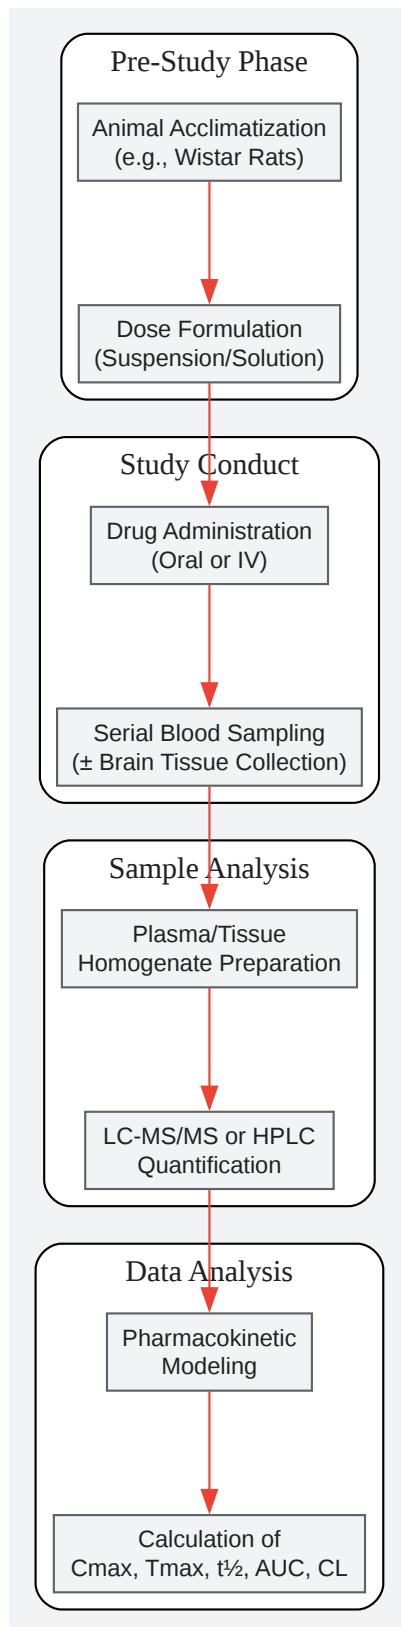 Pre-Study Phase
Animal Acclimatization
(e.g., Wistar Rats)
Dose Formulation
(Suspension/Solution)
Study Conduct
Drug Administration
(Oral or IV)
Serial Blood Sampling
(± Brain Tissue Collection)
Sample Analysis
Plasma/Tissue
Homogenate Preparation
LC-MS/MS or HPLC
Quantification
Data Analysis
Pharmacokinetic
Modeling
Calculation of
Cmax, Tmax, t½, AUC, CL